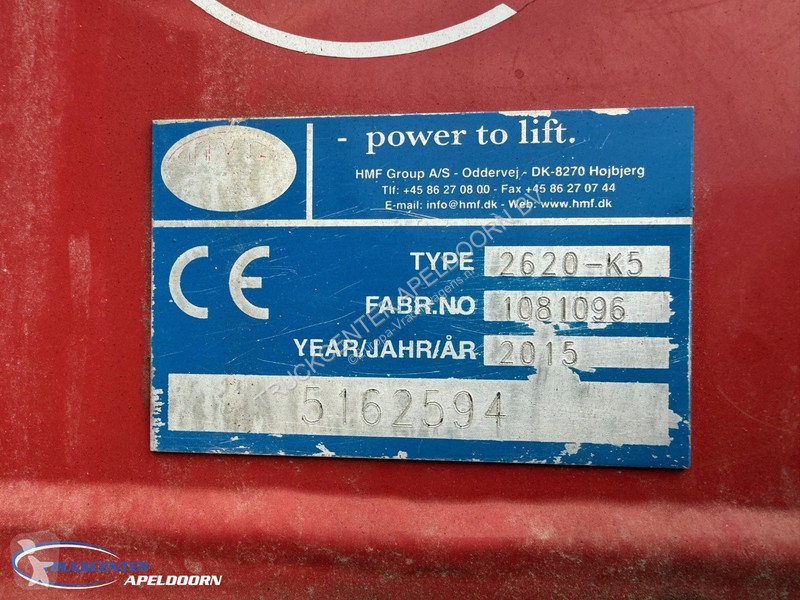 - power to lift.
HMF Group A/S - Oddervej - DK-8270 Hojbjerg
Tlf: +45 86 27 08 00 - Fax +45 86 27 07 44
E-mail: info@hmf.dk - Web: www.hmf.dk
CE
TYPE 2620-K5
FABR.NO 1081096
YEAR/JAHR/ÅR 2015
5162594
TRUCKCENTER APELDOORN BV
TRUCKCENTER
APELDOORN